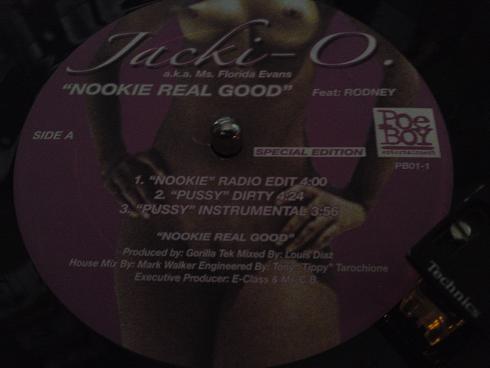 Jacki-O.
a.k.a. Ms. Florida Evans
"NOOKIE REAL GOOD" Feat: RODNEY
SIDE A
POE BOY
entertainment
SPECIAL EDITION
PB01-1
1. "NOOKIE" RADIO EDIT 4:00
2. "PUSSY" DIRTY 4:24
3. "PUSSY" INSTRUMENTAL 3:56
"NOOKIE REAL GOOD"
Produced by: Gorilla Tek Mixed By: Louis Diaz
House Mix By: Mark Walker Engineered By: Tony "Tippy" Tarochione
Executive Producer: E-Class & Mr. C.B.
Technics